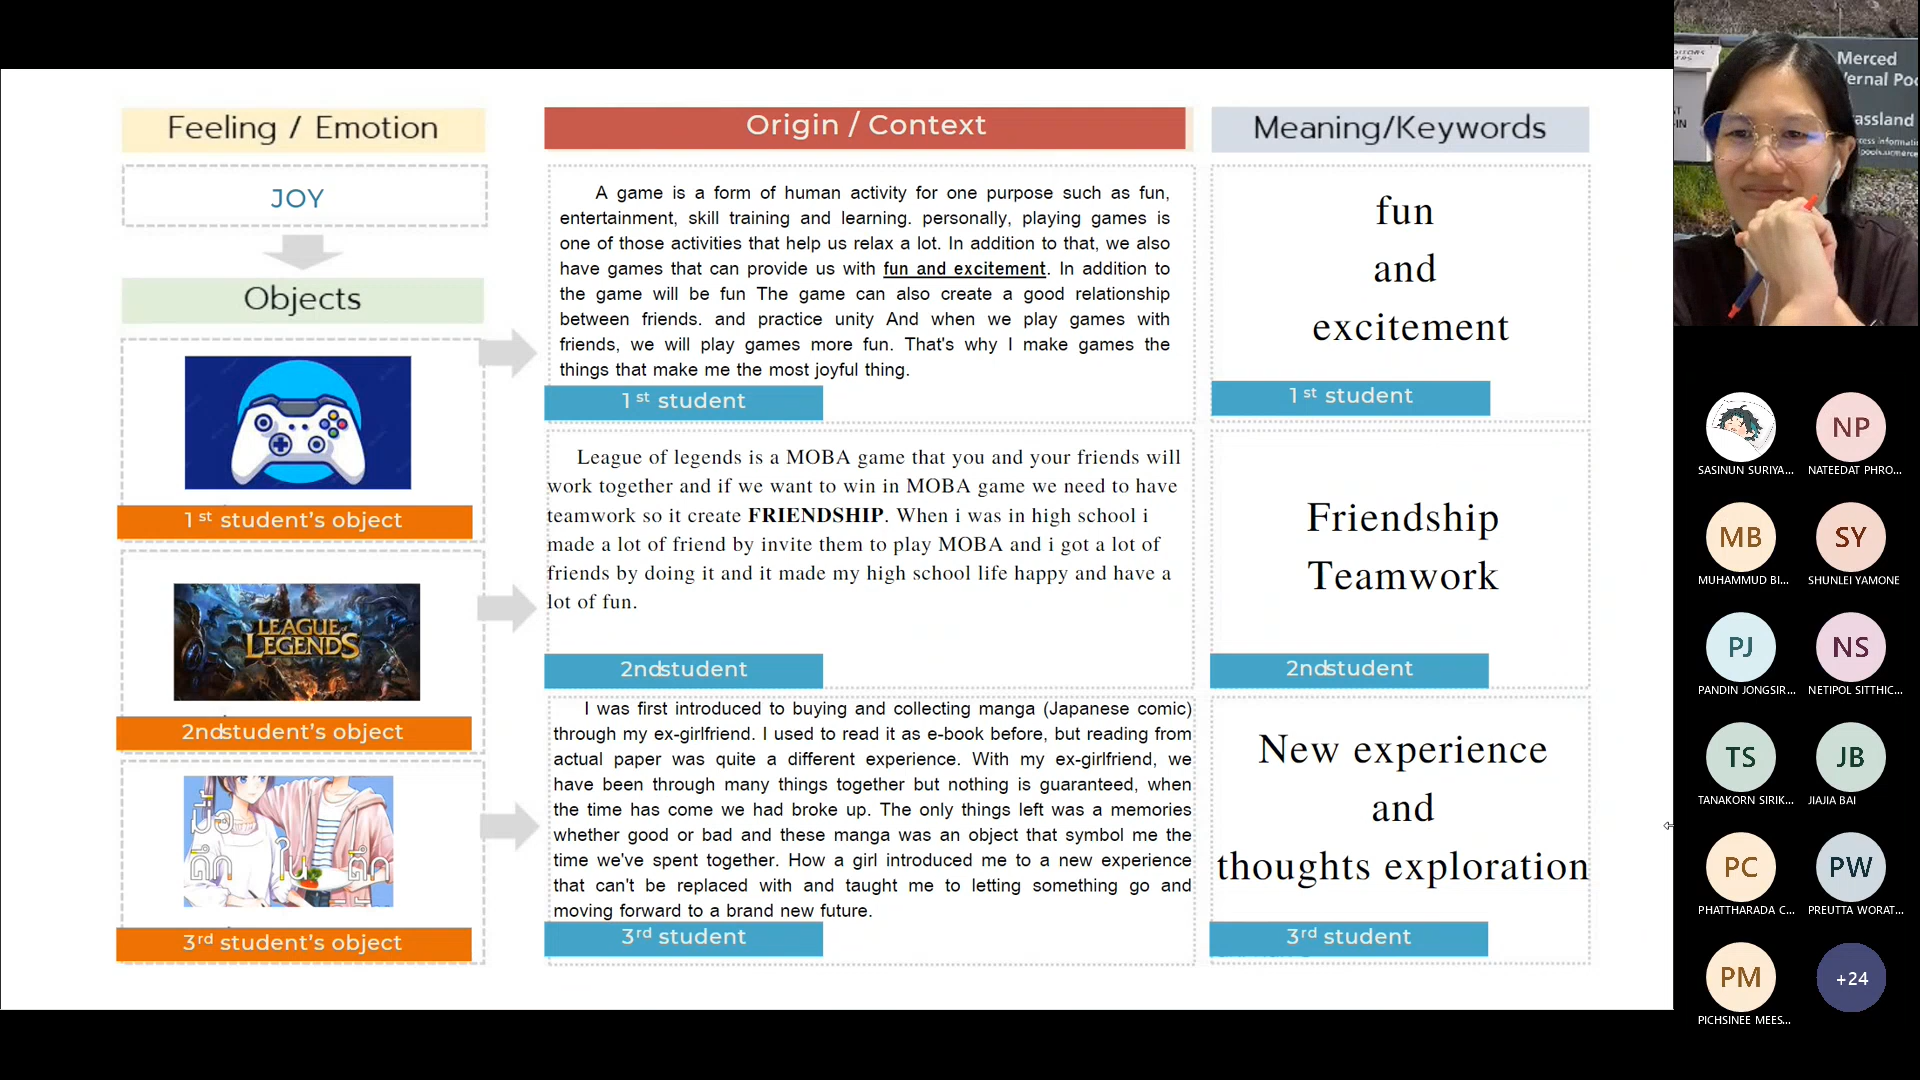 Feeling / Emotion
JOY
Objects
1 st student's object
LEAGUE
LEGENDS
2ndstudent's object
มื้อ
ดึก ใน ตึก
3rd student's object
Origin / Context
A game is a form of human activity for one purpose such as fun,
entertainment, skill training and learning. personally, playing games is
one of those activities that help us relax a lot. In addition to that, we also
have games that can provide us with fun and excitement. In addition to
the game will be fun The game can also create a good relationship
between friends. and practice unity And when we play games with
friends, we will play games more fun. That's why I make games the
things that make me the most joyful thing.
1 st student
League of legends is a MOBA game that you and your friends will
work together and if we want to win in MOBA game we need to have
teamwork so it create FRIENDSHIP. When i was in high school i
made a lot of friend by invite them to play MOBA and i got a lot of
friends by doing it and it made my high school life happy and have a
lot of fun.
2ndstudent
I was first introduced to buying and collecting manga (Japanese comic)
through my ex-girlfriend. I used to read it as e-book before, but reading from
actual paper was quite a different experience. With my ex-girlfriend, we
have been through many things together but nothing is guaranteed, when
the time has come we had broke up. The only things left was a memories
whether good or bad and these manga was an object that symbol me the
time we've spent together. How a girl introduced me to a new experience
that can't be replaced with and taught me to letting something go and
moving forward to a brand new future.
3rd student
Meaning/Keywords
fun
and
excitement
1 st student
Friendship
Teamwork
2ndstudent
New experience
and
thoughts exploration
3rd student
Merced
Vernal Poo
rassland
SASINUN SURIYA...
NP
NATEEDAT PHRO...
MB
MUHAMMUD BI...
SY
SHUNLEI YAMONE
PJ
PANDIN JONGSIR...
NS
NETIPOL SITTHIC...
TS
TANAKORN SIRIK...
JB
JIAJIA BAI
PC
PHATTHARADA C...
PW
PREUTTA WORAT...
PM
PICHSINEE MEES...
+24